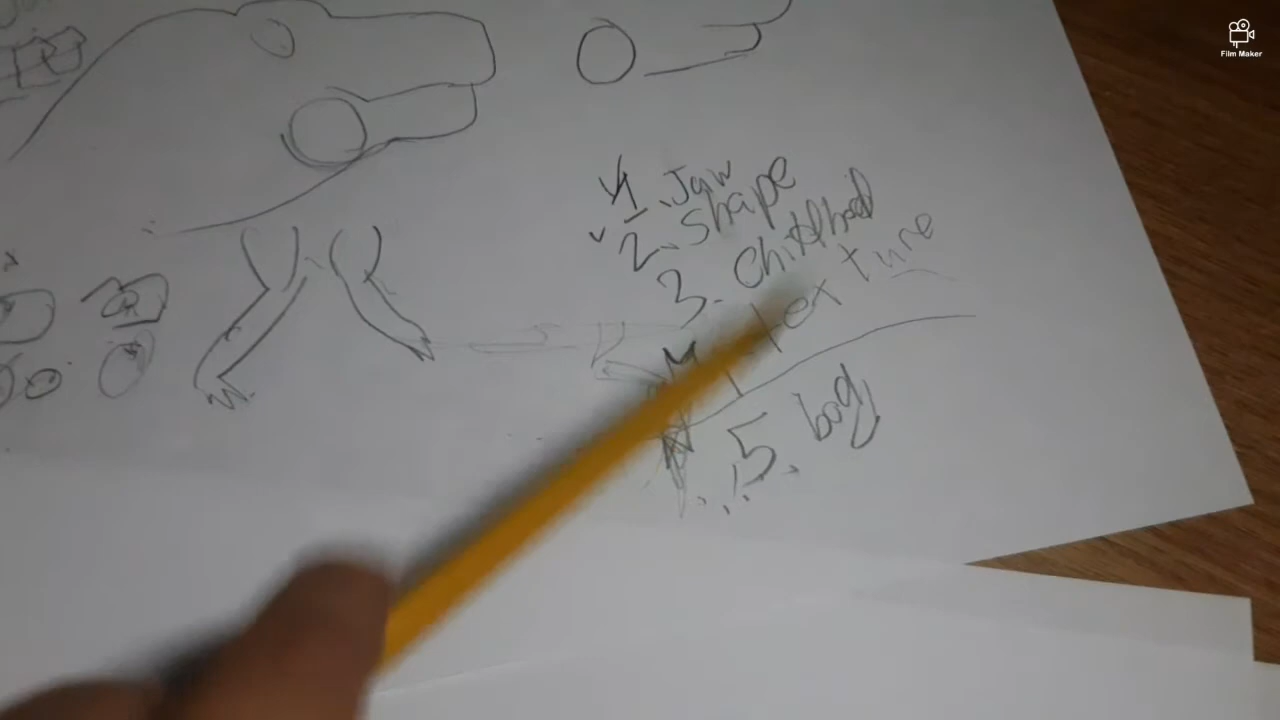 1. Jaw
2. Shape
3. Childhood
texture
5. body
Film Maker